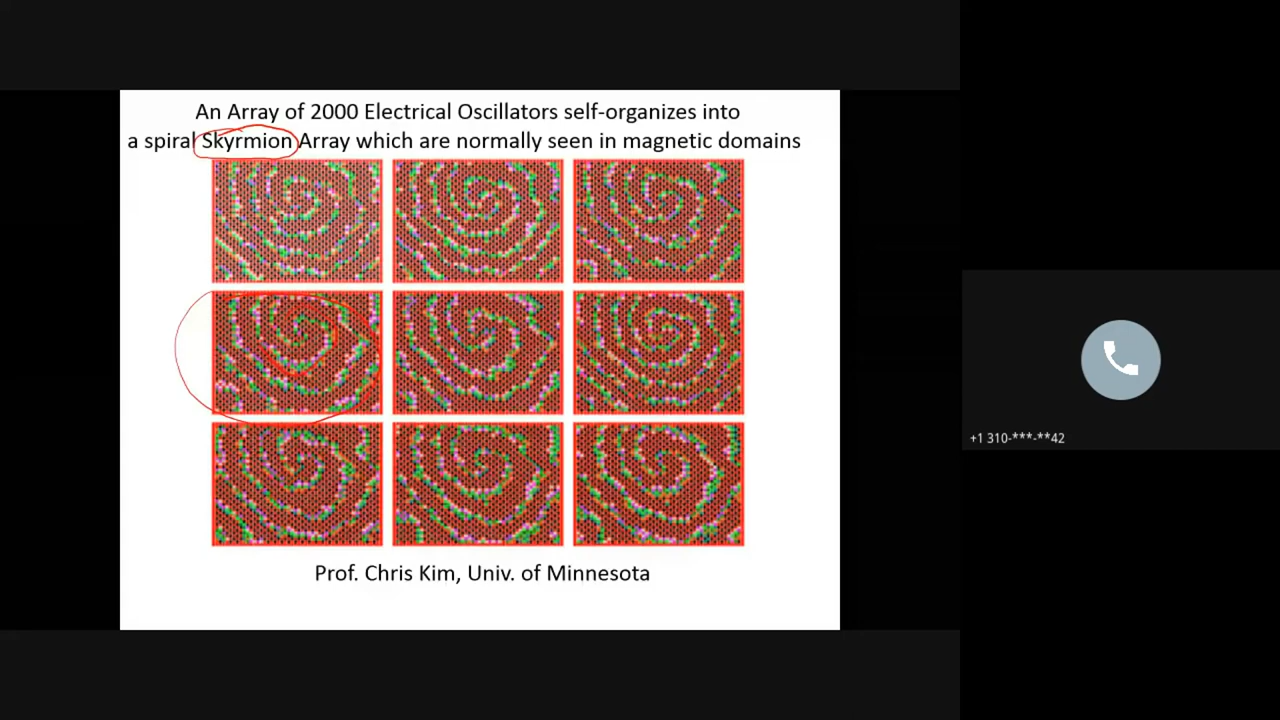 An Array of 2000 Electrical Oscillators self-organizes into
a spiral Skyrmion Array which are normally seen in magnetic domains
Prof. Chris Kim, Univ. of Minnesota
+1 310-***-**42